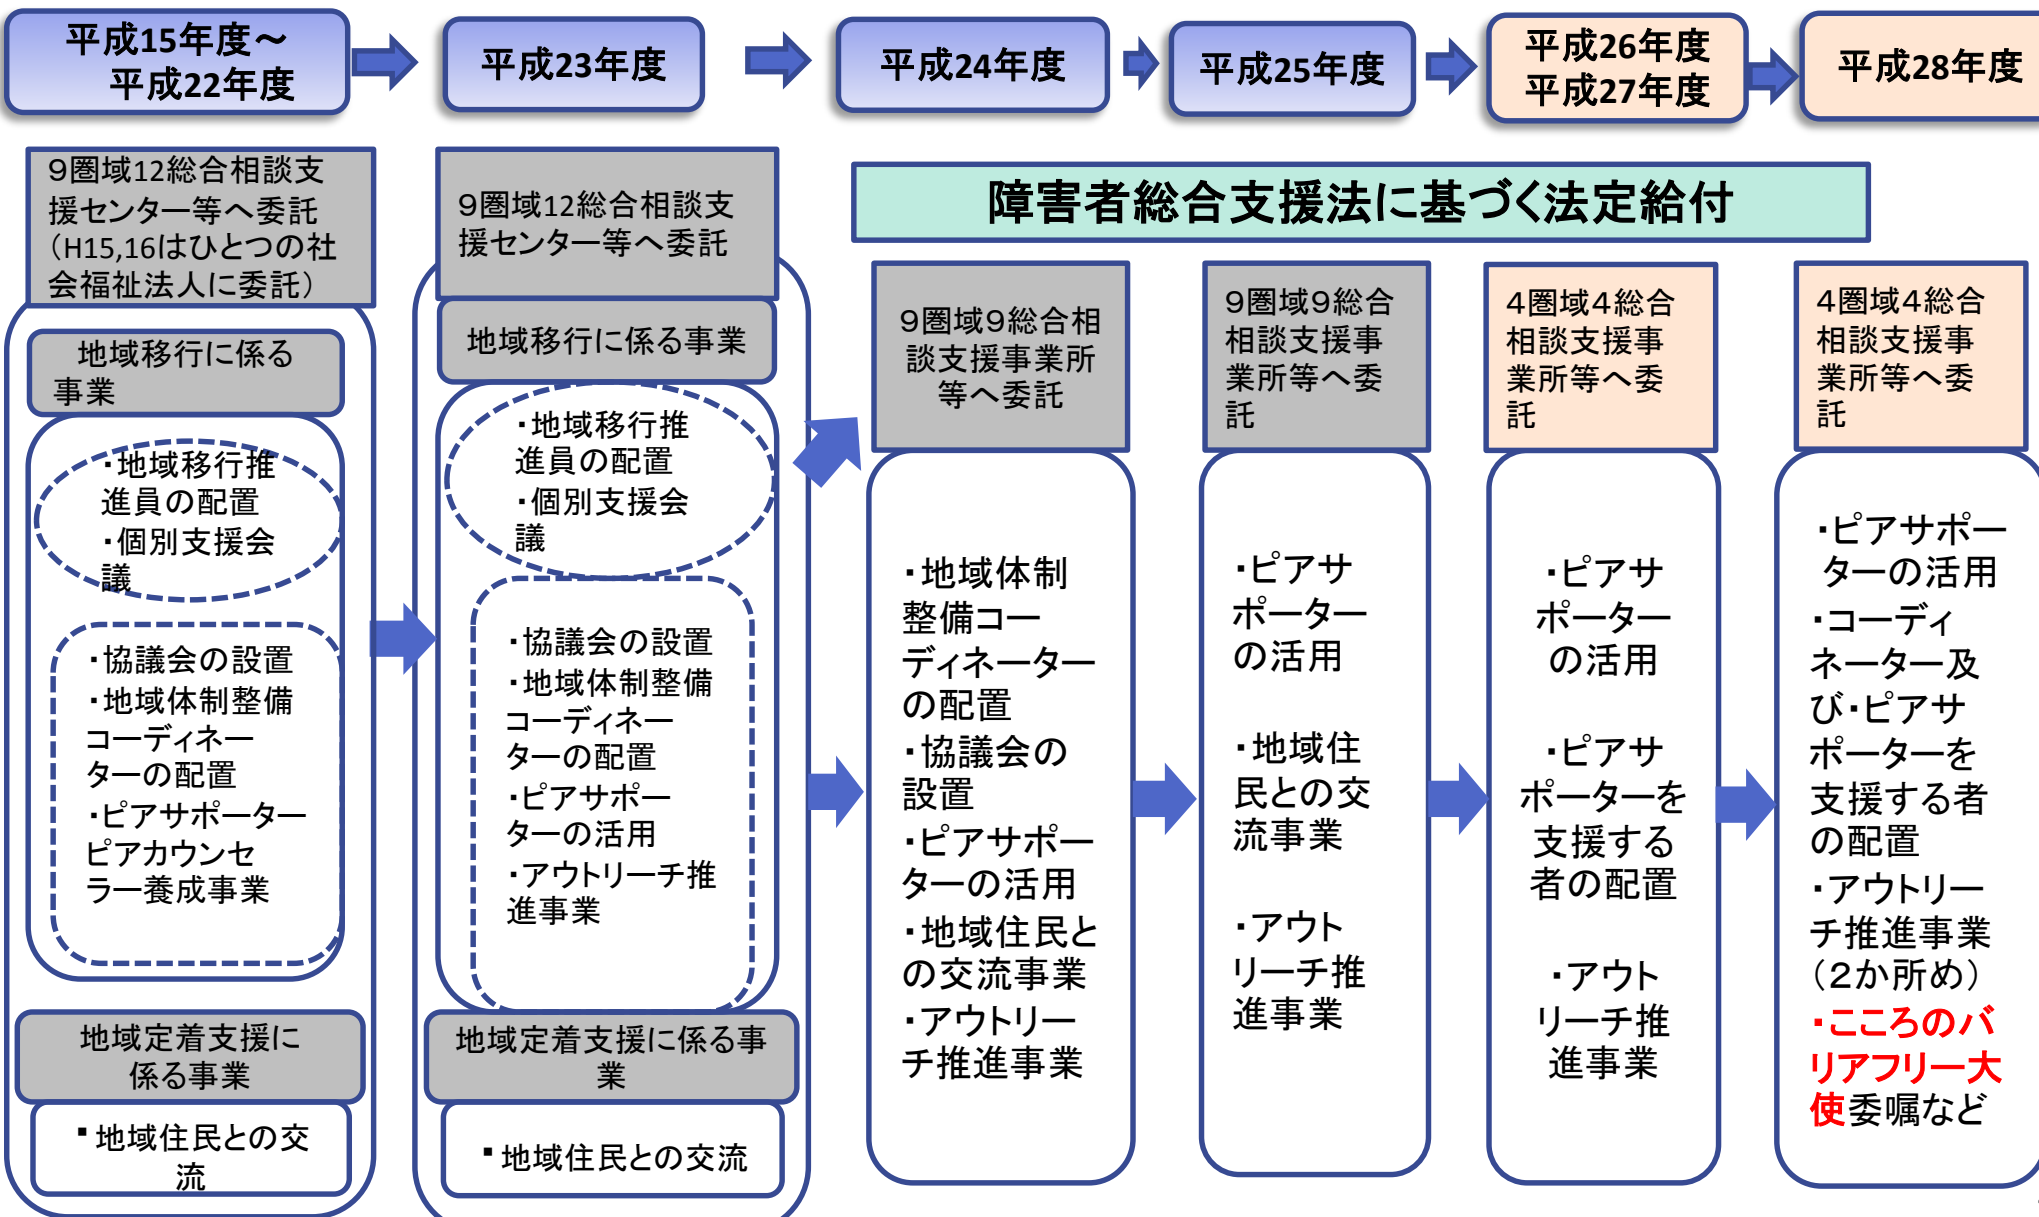 平成15年度～
平成22年度
平成23年度
平成24年度
平成25年度
平成26年度
平成27年度
平成28年度
9圏域12総合相談支
援センター等へ委託
（H15,16はひとつの社
会福祉法人に委託）
地域移行に係る
事業
・地域移行推
進員の配置
・個別支援会
議
・協議会の設置
・地域体制整備
コーディネー
ターの配置
・ピアサポーター
ピアカウンセ
ラー養成事業
地域定着支援に
係る事業
▪地域住民との交
流
9圏域12総合相談支
援センター等へ委託
地域移行に係る事業
・地域移行推
進員の配置
・個別支援会
議
・協議会の設置
・地域体制整備
コーディネー
ターの配置
・ピアサポー
ターの活用
・アウトリーチ推
進事業
地域定着支援に係る事
業
▪地域住民との交流
障害者総合支援法に基づく法定給付
９圏域９総合相
談支援事業所
等へ委託
・地域体制
整備コー
ディネーター
の配置
・協議会の
設置
・ピアサポー
ターの活用
・地域住民と
の交流事業
・アウトリー
チ推進事業
９圏域９総合
相談支援事
業所等へ委
託
・ピアサ
ポーター
の活用
・地域住
民との交
流事業
・アウト
リーチ推
進事業
４圏域４総合
相談支援事
業所等へ委
託
・ピアサ
ポーター
の活用
・ピアサ
ポーターを
支援する
者の配置
・アウト
リーチ推
進事業
４圏域４総合
相談支援事
業所等へ委
託
・ピアサポー
ターの活用
・コーディ
ネーター及
び・ピアサ
ポーターを
支援する者
の配置
・アウトリー
チ推進事業
（２か所め）
・こころのバ
リアフリー大
使委嘱など